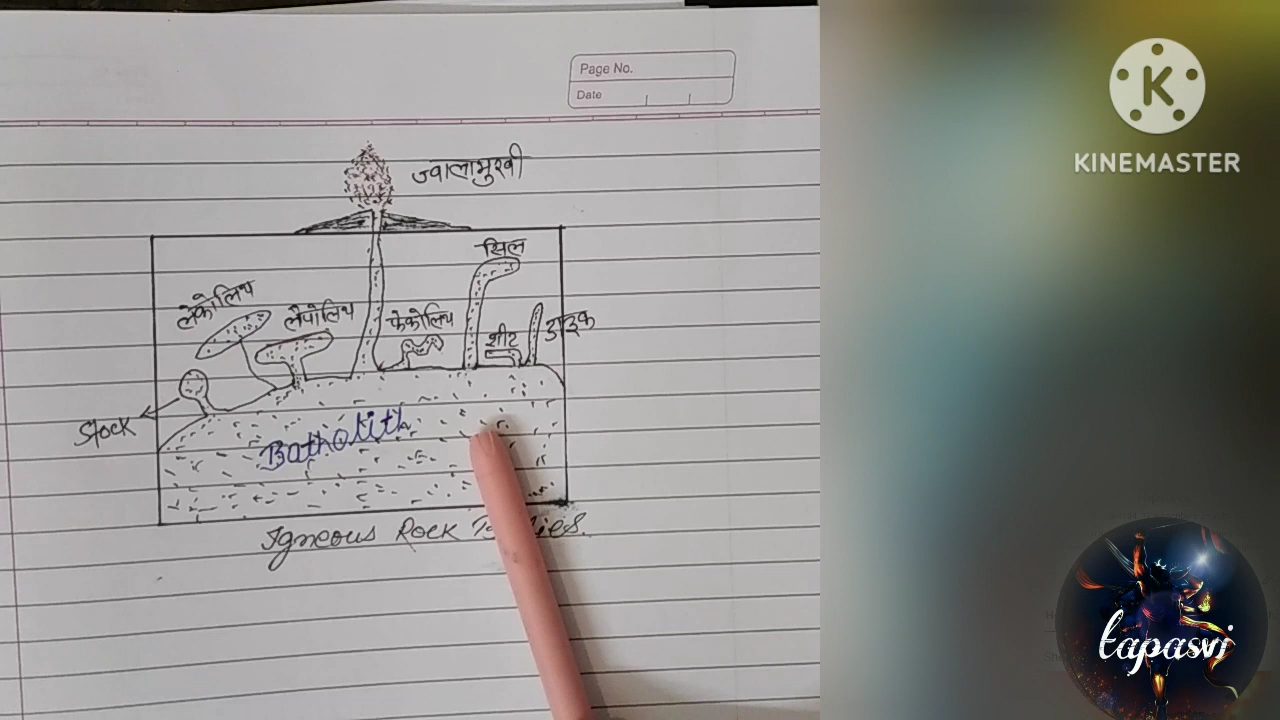 Page No.
Date
ज्वालामुखी
सिल
लेकोलिथ
लेपोलिथ
फेकोलिथ
शीट
डाइक
Stock
Batholith
Igneous Rock
KINEMASTER
tapasvi